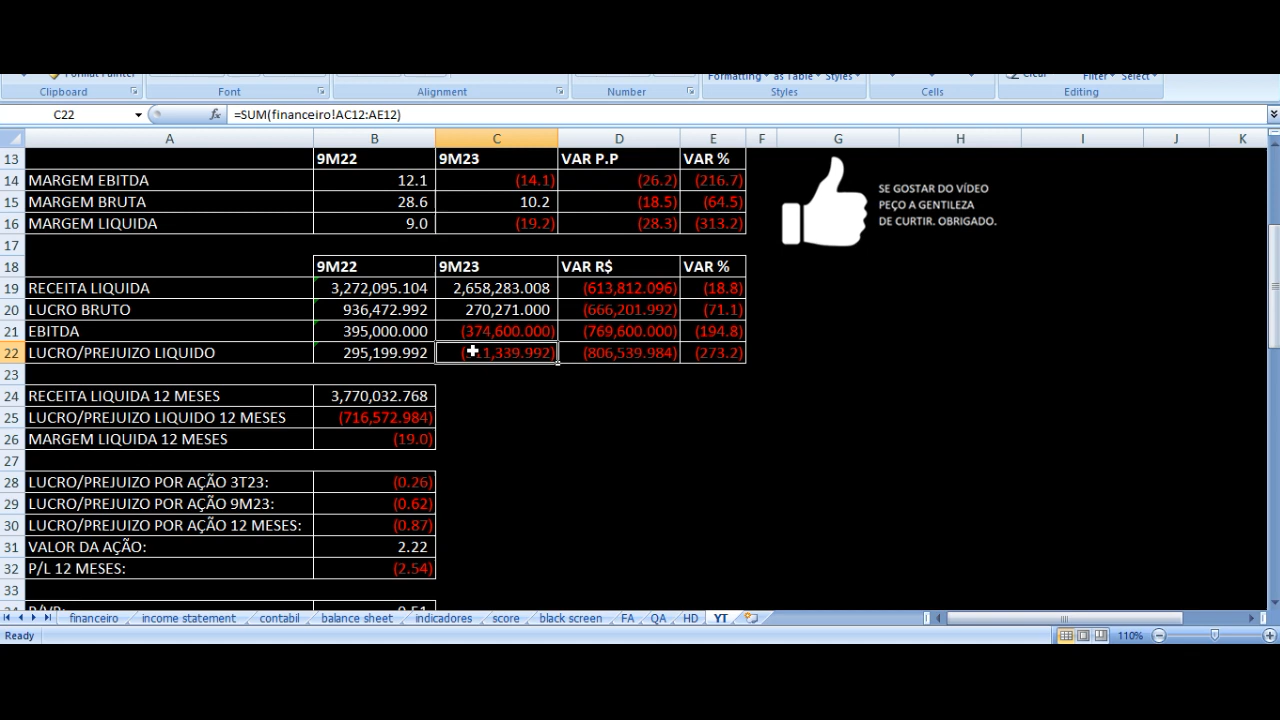 Formatting as Table Styles Clear Filter Select
Clipboard Font Alignment Number Styles Cells Editing
C22 fx =SUM(financeiro!AC12:AE12)
A B C D E F G H I J K
13 9M22 9M23 VAR P.P VAR %
14 MARGEM EBITDA 12.1 (14.1) (26.2) (216.7)
15 MARGEM BRUTA 28.6 10.2 (18.5) (64.5)
16 MARGEM LIQUIDA 9.0 (19.2) (28.3) (313.2)
SE GOSTAR DO VÍDEO
PEÇO A GENTILEZA
DE CURTIR. OBRIGADO.
17
18 9M22 9M23 VAR R$ VAR %
19 RECEITA LIQUIDA 3,272,095.104 2,658,283.008 (613,812.096) (18.8)
20 LUCRO BRUTO 936,472.992 270,271.000 (666,201.992) (71.1)
21 EBITDA 395,000.000 (374,600.000) (769,600.000) (194.8)
22 LUCRO/PREJUIZO LIQUIDO 295,199.992 (806,539.984) (273.2)
23
24 RECEITA LIQUIDA 12 MESES 3,770,032.768
25 LUCRO/PREJUIZO LIQUIDO 12 MESES (716,572.984)
26 MARGEM LIQUIDA 12 MESES (19.0)
27
28 LUCRO/PREJUIZO POR AÇÃO 3T23: (0.26)
29 LUCRO/PREJUIZO POR AÇÃO 9M23: (0.62)
30 LUCRO/PREJUIZO POR AÇÃO 12 MESES: (0.87)
31 VALOR DA AÇÃO: 2.22
32 P/L 12 MESES: (2.54)
33
financeiro income statement contabil balance sheet indicadores score black screen FA QA HD YT
Ready 110%